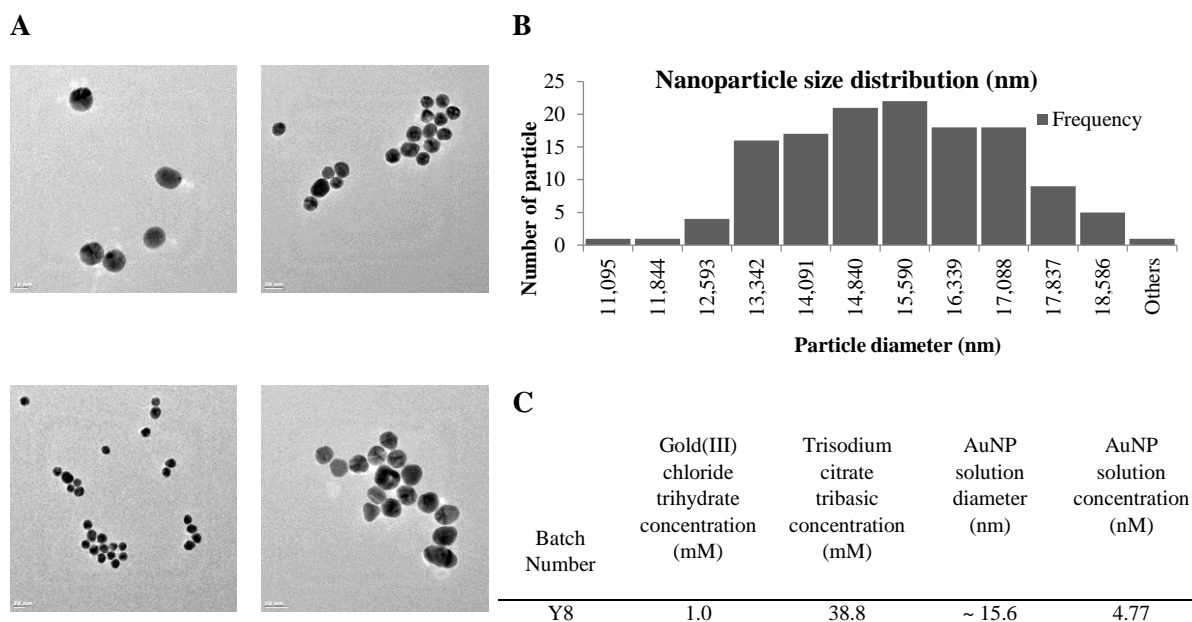 A
B
Nanoparticle size distribution (nm)
Number of particle
25
20
15
10
5
0
Frequency
11,095
11,844
12,593
13,342
14,091
14,840
15,590
16,339
17,088
17,837
18,586
Others
Particle diameter (nm)
C
Batch
Number
Gold(III)
chloride
trihydrate
concentration
(mM)
Trisodium
citrate
tribasic
concentration
(mM)
AuNP
solution
diameter
(nm)
AuNP
solution
concentration
(nM)
Y8 1.0 38.8 ~ 15.6 4.77